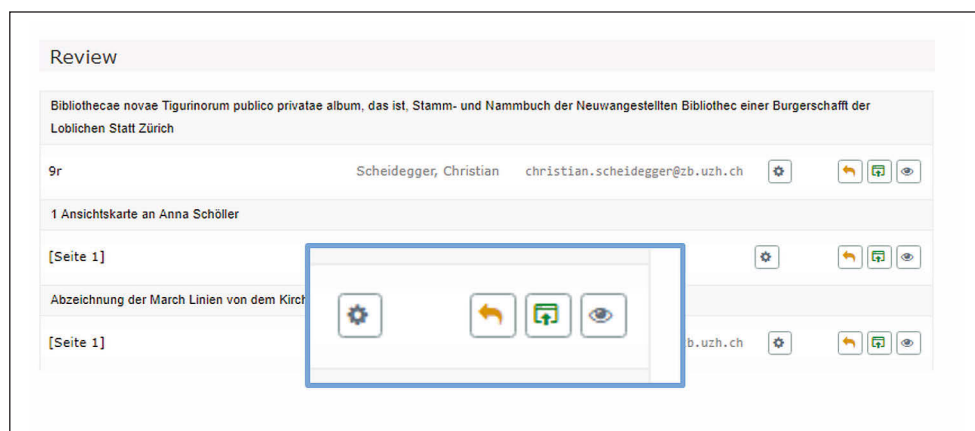 Review
Bibliothecae novae Tigurinorum publico privatae album, das ist, Stamm- und Nammbuch der Neuwangestellten Bibliothec einer Burgerschafft der
Loblichen Statt Zürich
9r Scheidegger, Christian christian.scheidegger@zb.uzh.ch
1 Ansichtskarte an Anna Schöller
[Seite 1]
Abzeichnung der March Linien von dem Kirch
[Seite 1] b.uzh.ch